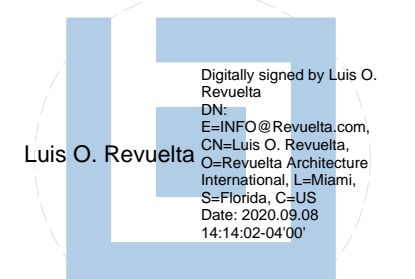 Luis O. Revuelta
Digitally signed by Luis O.
Revuelta
DN:
E=INFO@Revuelta.com,
CN=Luis O. Revuelta,
O=Revuelta Architecture
International, L=Miami,
S=Florida, C=US
Date: 2020.09.08
14:14:02-04'00'